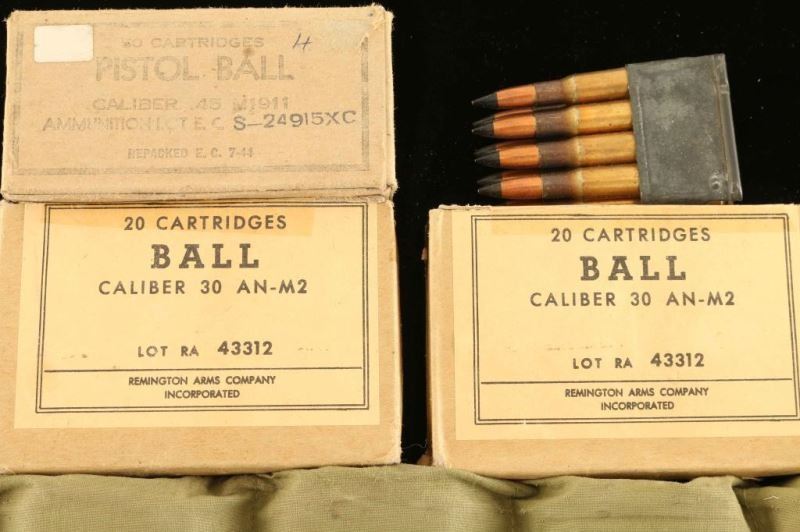 50 CARTRIDGES
4
PISTOL BALL
CALIBER .45 M1911
AMMUNITION LOT E. C. S-24915XC
REPACKED E. C. 7-44
20 CARTRIDGES
BALL
CALIBER 30 AN-M2
LOT RA 43312
REMINGTON ARMS COMPANY
INCORPORATED
20 CARTRIDGES
BALL
CALIBER 30 AN-M2
LOT RA 43312
REMINGTON ARMS COMPANY
INCORPORATED